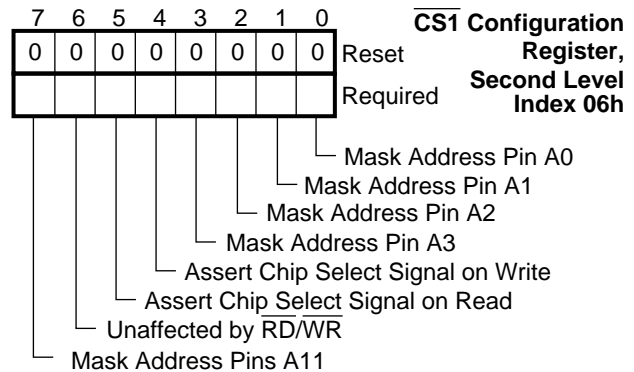 7 6 5 4 3 2 1 0
0 0 0 0 0 0 0 0 Reset
Required
CS1 Configuration
Register,
Second Level
Index 06h
Mask Address Pin A0
Mask Address Pin A1
Mask Address Pin A2
Mask Address Pin A3
Assert Chip Select Signal on Write
Assert Chip Select Signal on Read
Unaffected by RD/WR
Mask Address Pins A11